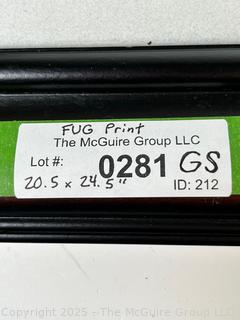 FUG Print
The McGuire Group LLC
Lot #: 0281 GS
20.5 x 24.5"
ID: 212
Copyright 2025 - The McGuire Group LLC